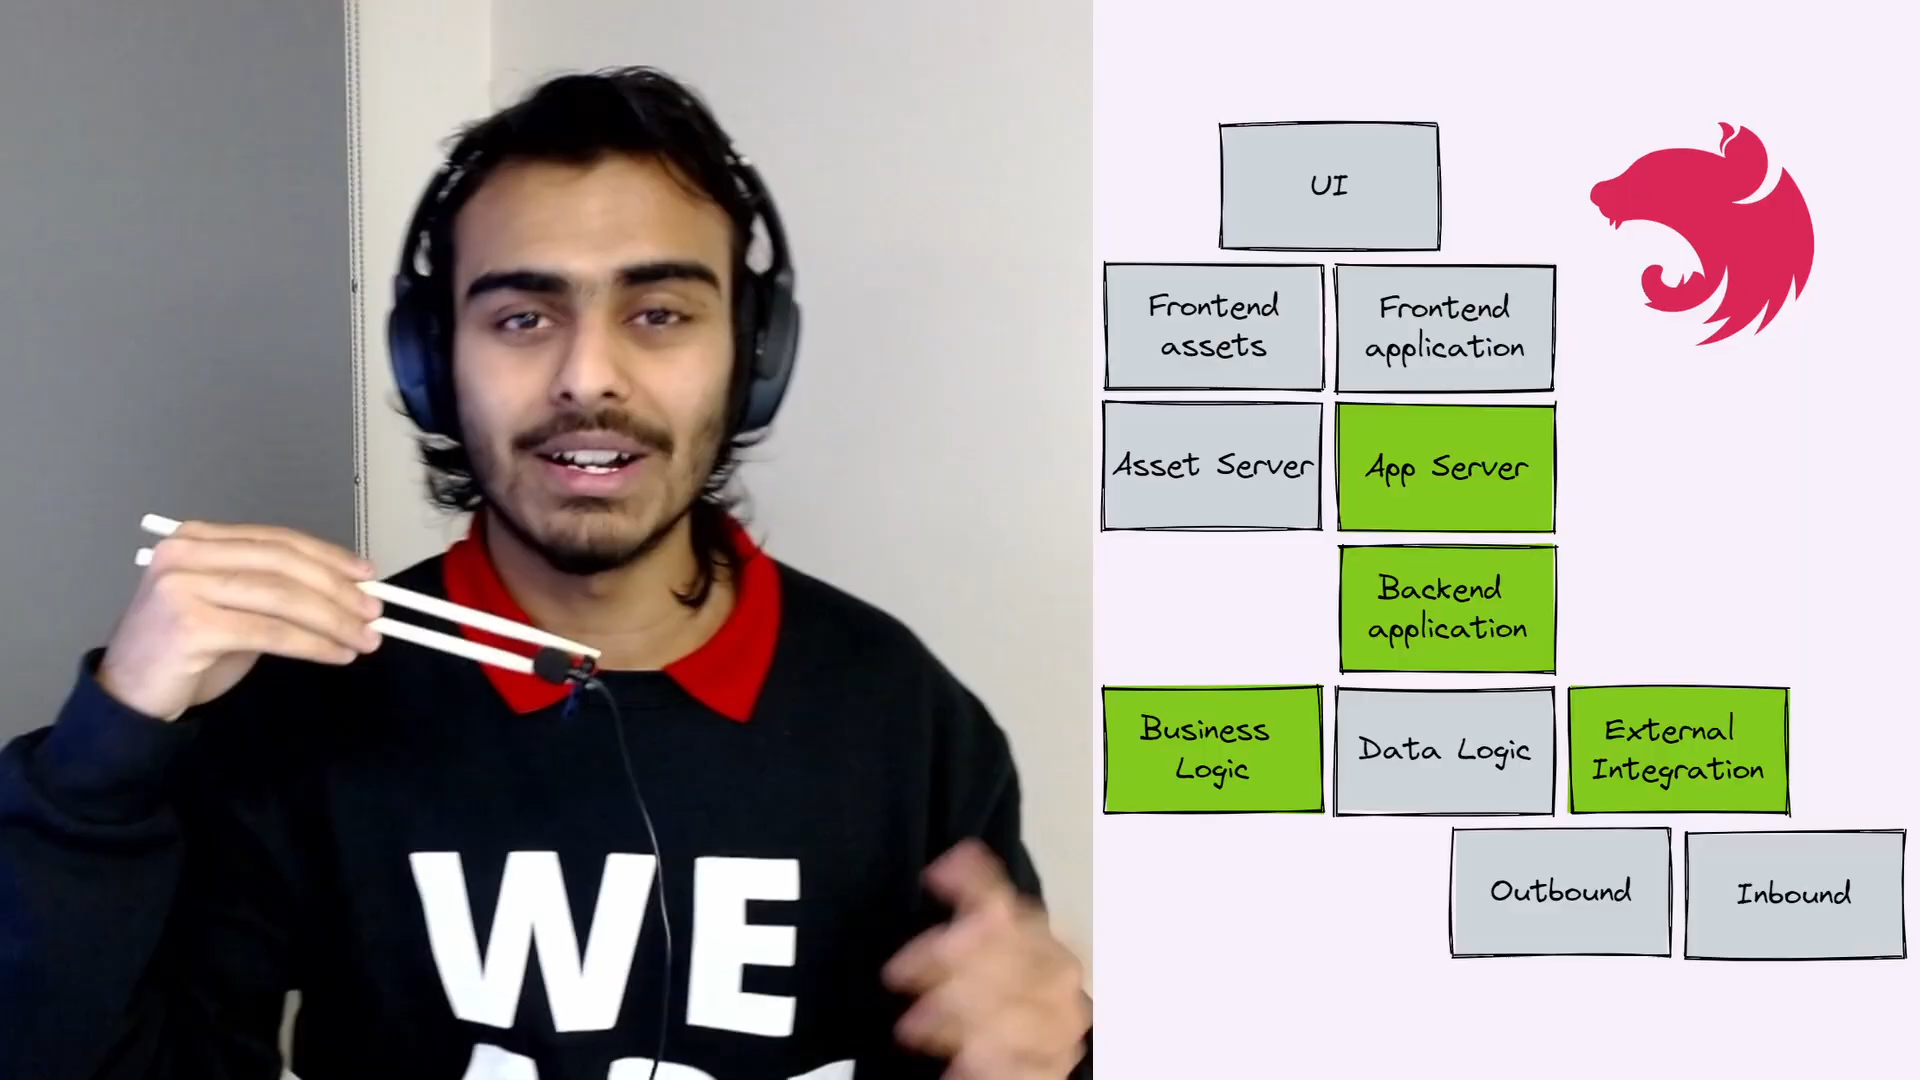 WE
UI
Frontend
assets
Frontend
application
Asset Server
App Server
Backend
application
Business
Logic
Data Logic
External
Integration
Outbound
Inbound